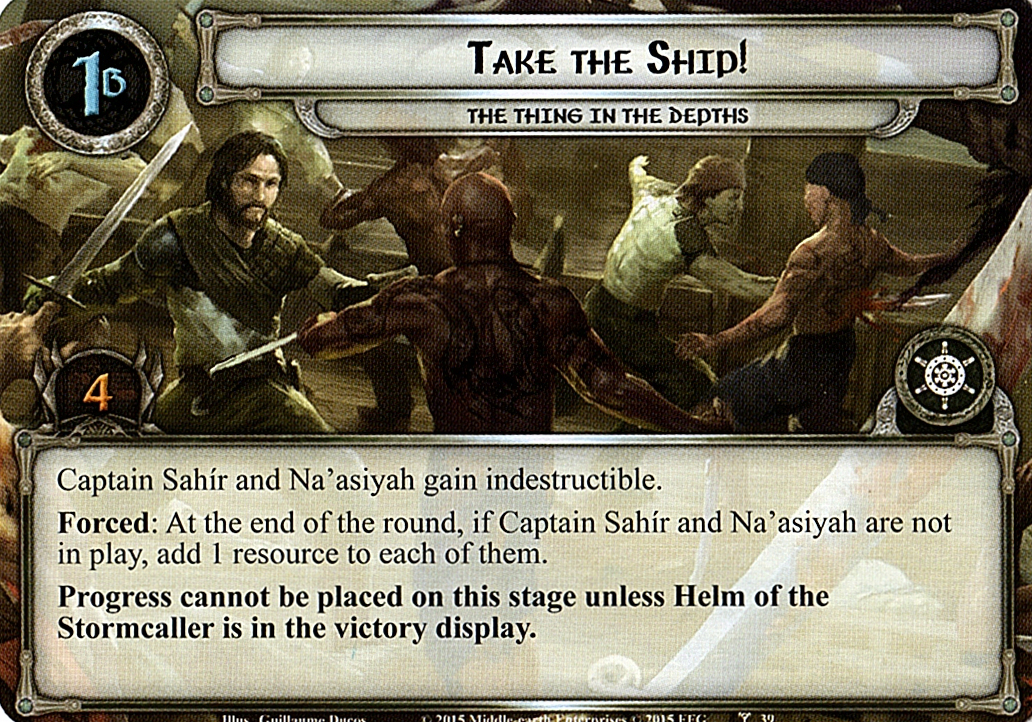 1B
TAKE THE SHIP!
THE THING IN THE DEPTHS
4
Captain Sahír and Na'asiyah gain indestructible.
Forced: At the end of the round, if Captain Sahír and Na'asiyah are not
in play, add 1 resource to each of them.
Progress cannot be placed on this stage unless Helm of the
Stormcaller is in the victory display.
Illus. Guillaume Ducos © 2015 Middle-earth Enterprises © 2015 FFG 39